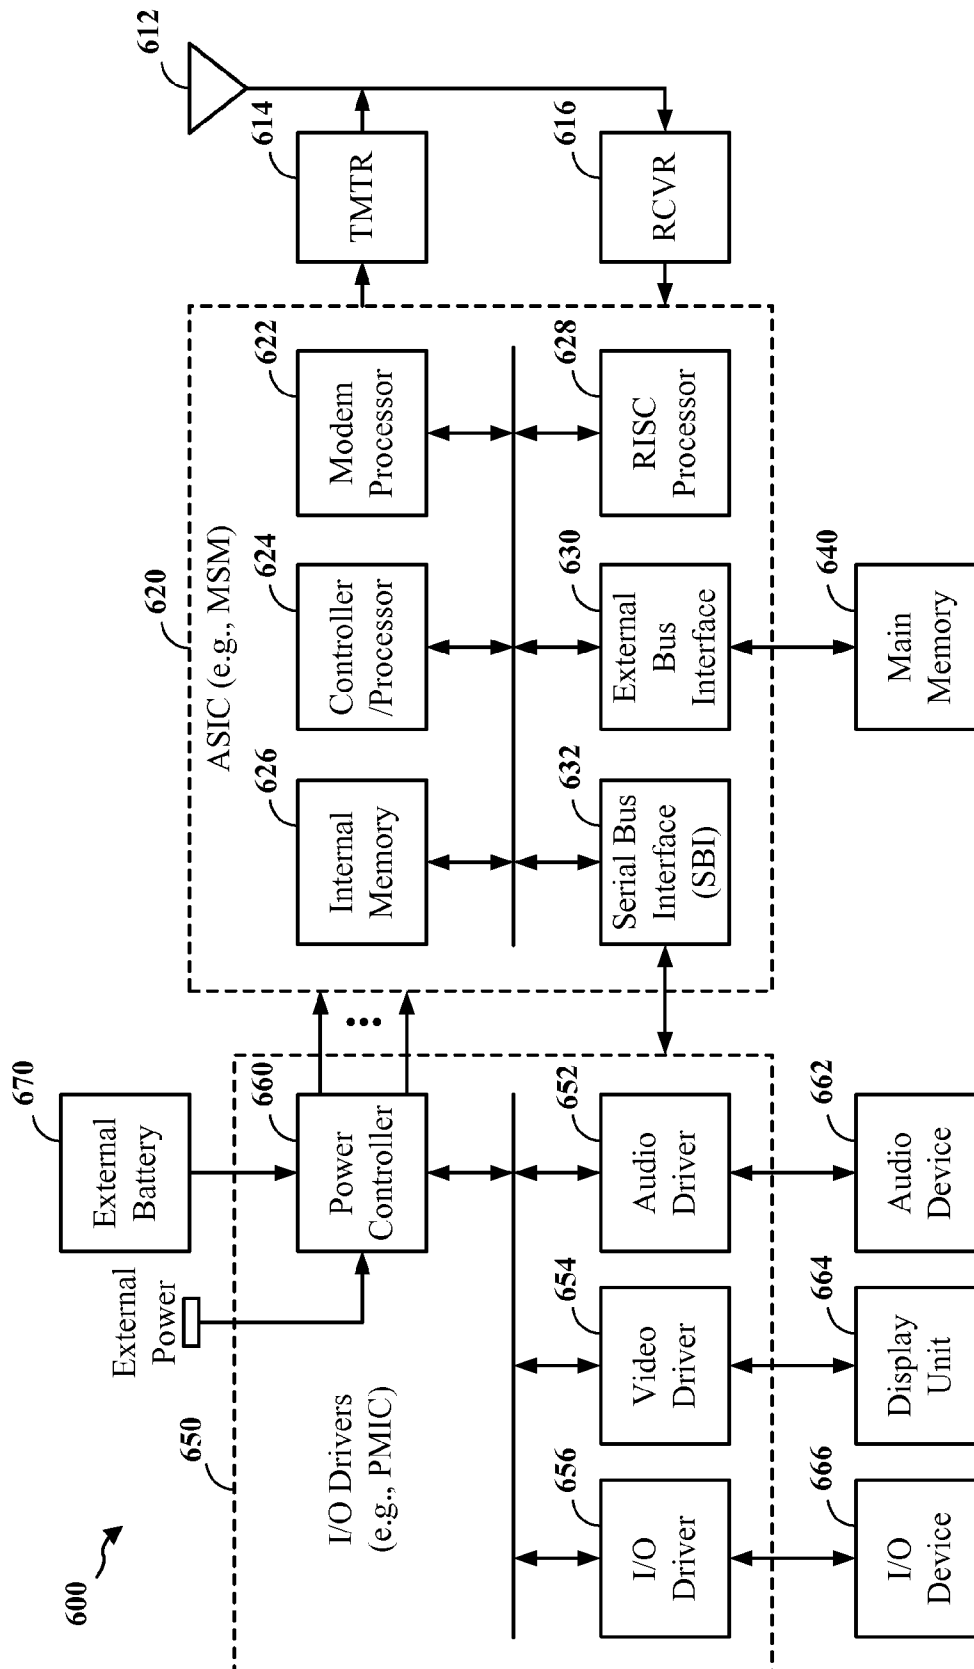 600
650
I/O Drivers
(e.g., PMIC)
External
Power
670
External
Battery
660
Power
Controller
656
I/O
Driver
654
Video
Driver
652
Audio
Driver
666
I/O
Device
664
Display
Unit
662
Audio
Device
620
ASIC (e.g., MSM)
626
Internal
Memory
624
Controller
/Processor
622
Modem
Processor
632
Serial Bus
Interface
(SBI)
630
External
Bus
Interface
628
RISC
Processor
640
Main
Memory
614
TMTR
612
616
RCVR